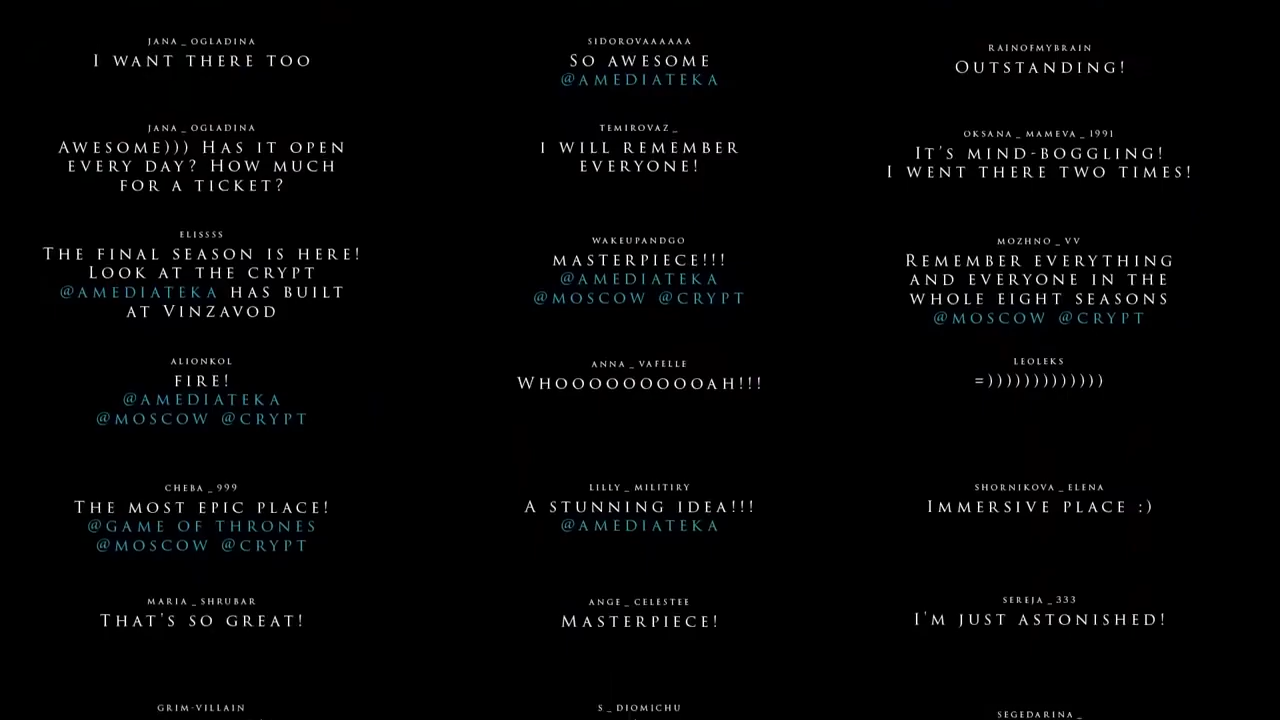 JANA_OGLADINA
I WANT THERE TOO
JANA_OGLADINA
AWESOME))) HAS IT OPEN
EVERY DAY? HOW MUCH
FOR A TICKET?
ELISSSS
THE FINAL SEASON IS HERE!
LOOK AT THE CRYPT
@AMEDIATEKA HAS BUILT
AT VINZAVOD
ALIONKOL
FIRE!
@AMEDIATEKA
@MOSCOW @CRYPT
CHEBA_999
THE MOST EPIC PLACE!
@GAME OF THRONES
@MOSCOW @CRYPT
MARIA_SHRUBAR
THAT'S SO GREAT!
GRIM-VILLAIN
SIDOROVAAAAAA
SO AWESOME
@AMEDIATEKA
TEMIROVAZ_
I WILL REMEMBER
EVERYONE!
WAKEUPANDGO
MASTERPIECE!!!
@AMEDIATEKA
@MOSCOW @CRYPT
ANNA_VAFELLE
WHOOOOOOOOOAH!!!
LILLY_MILITIRY
A STUNNING IDEA!!!
@AMEDIATEKA
ANGE_CELESTEE
MASTERPIECE!
S_DIOMICHU
RAINOFMYBRAIN
OUTSTANDING!
OKSANA_MAMEVA_1991
IT'S MIND-BOGGLING!
I WENT THERE TWO TIMES!
MOZHNO_VV
REMEMBER EVERYTHING
AND EVERYONE IN THE
WHOLE EIGHT SEASONS
@MOSCOW @CRYPT
LEOLEKS
=)))))))))))))
SHORNIKOVA_ELENA
IMMERSIVE PLACE :)
SEREJA_333
I'M JUST ASTONISHED!
SEGEDARINA_